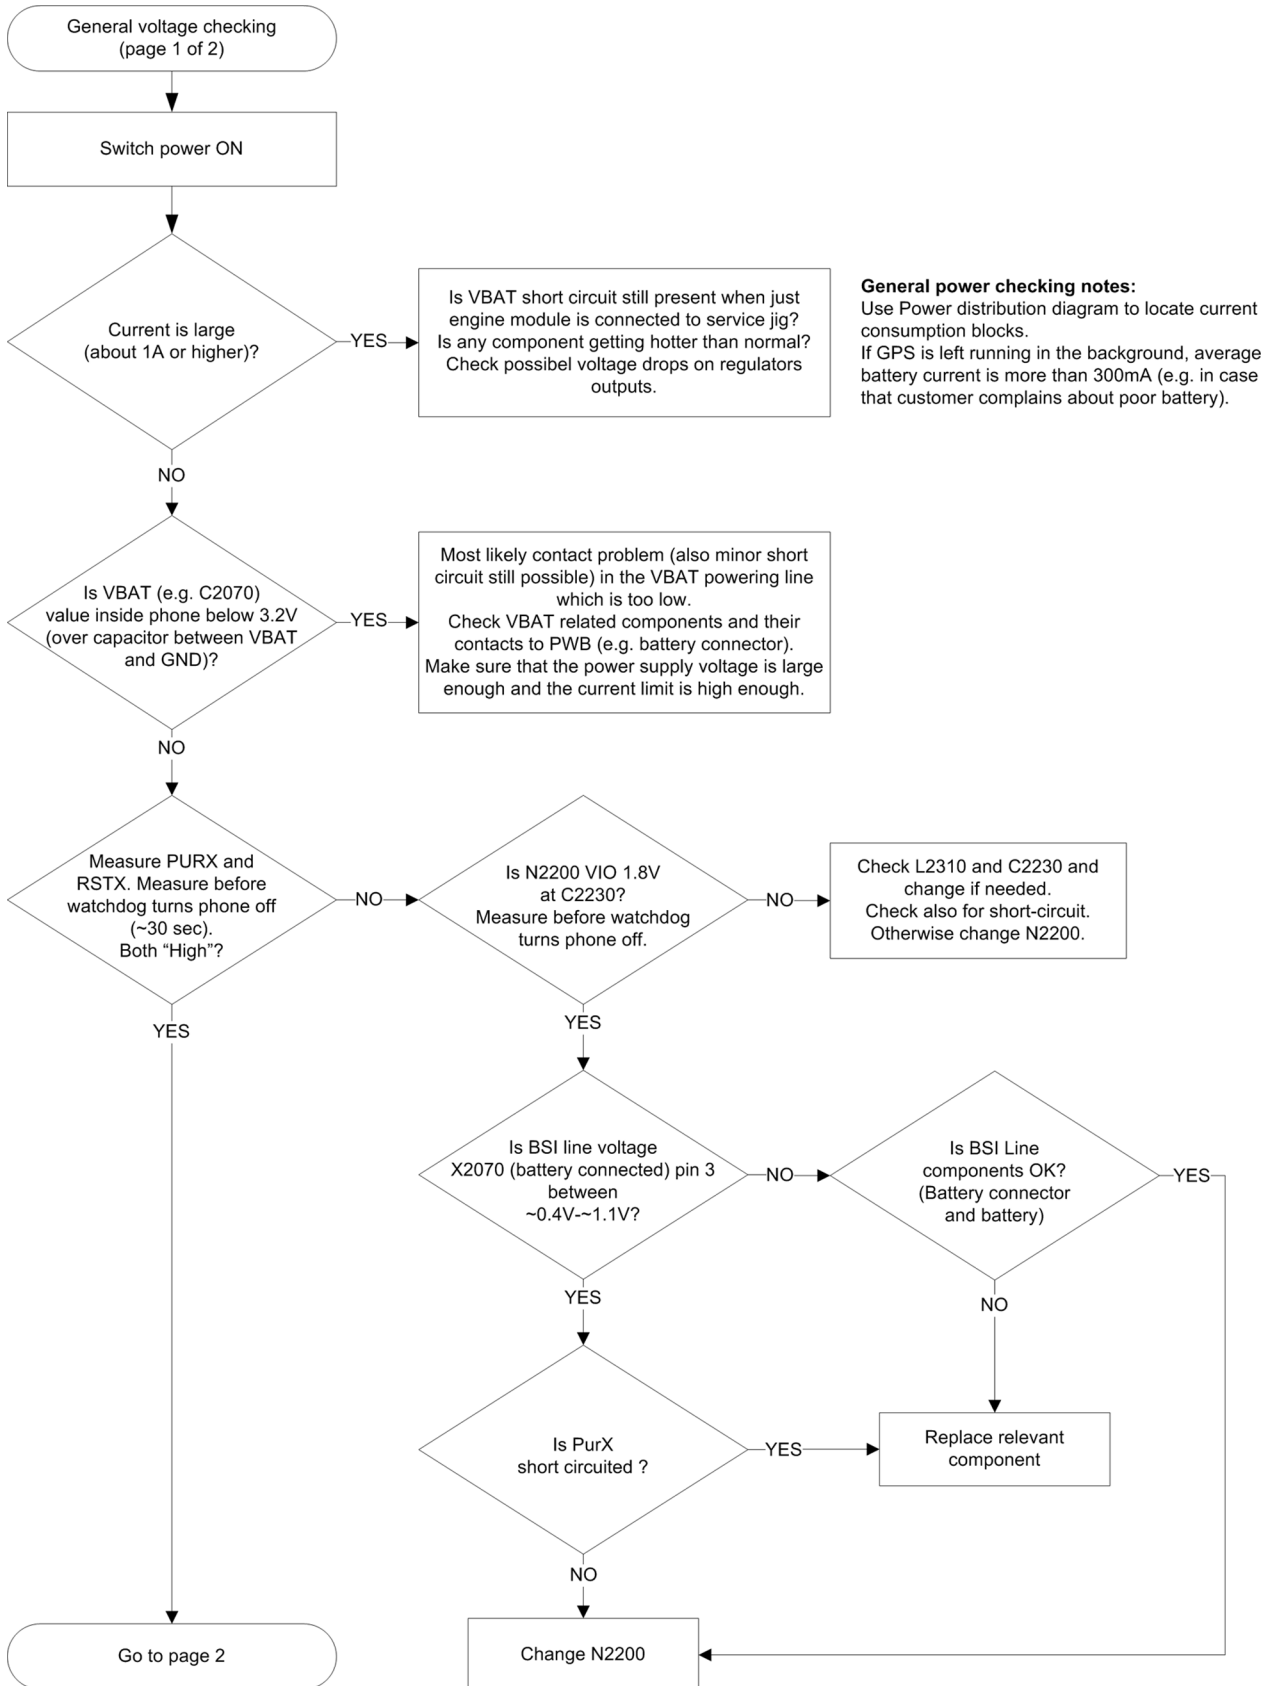 General voltage checking
(page 1 of 2)
Switch power ON
Current is large
(about 1A or higher)?
YES
Is VBAT short circuit still present when just
engine module is connected to service jig?
Is any component getting hotter than normal?
Check possibel voltage drops on regulators
outputs.
General power checking notes:
Use Power distribution diagram to locate current
consumption blocks.
If GPS is left running in the background, average
battery current is more than 300mA (e.g. in case
that customer complains about poor battery).
NO
Is VBAT (e.g. C2070)
value inside phone below 3.2V
(over capacitor between VBAT
and GND)?
YES
Most likely contact problem (also minor short
circuit still possible) in the VBAT powering line
which is too low.
Check VBAT related components and their
contacts to PWB (e.g. battery connector).
Make sure that the power supply voltage is large
enough and the current limit is high enough.
NO
Measure PURX and
RSTX. Measure before
watchdog turns phone off
(~30 sec).
Both “High”?
NO
Is N2200 VIO 1.8V
at C2230?
Measure before watchdog
turns phone off.
NO
Check L2310 and C2230 and
change if needed.
Check also for short-circuit.
Otherwise change N2200.
YES
YES
Is BSI line voltage
X2070 (battery connected) pin 3
between
~0.4V-~1.1V?
NO
Is BSI Line
components OK?
(Battery connector
and battery)
YES
YES
NO
Is PurX
short circuited ?
YES
Replace relevant
component
NO
Go to page 2
Change N2200